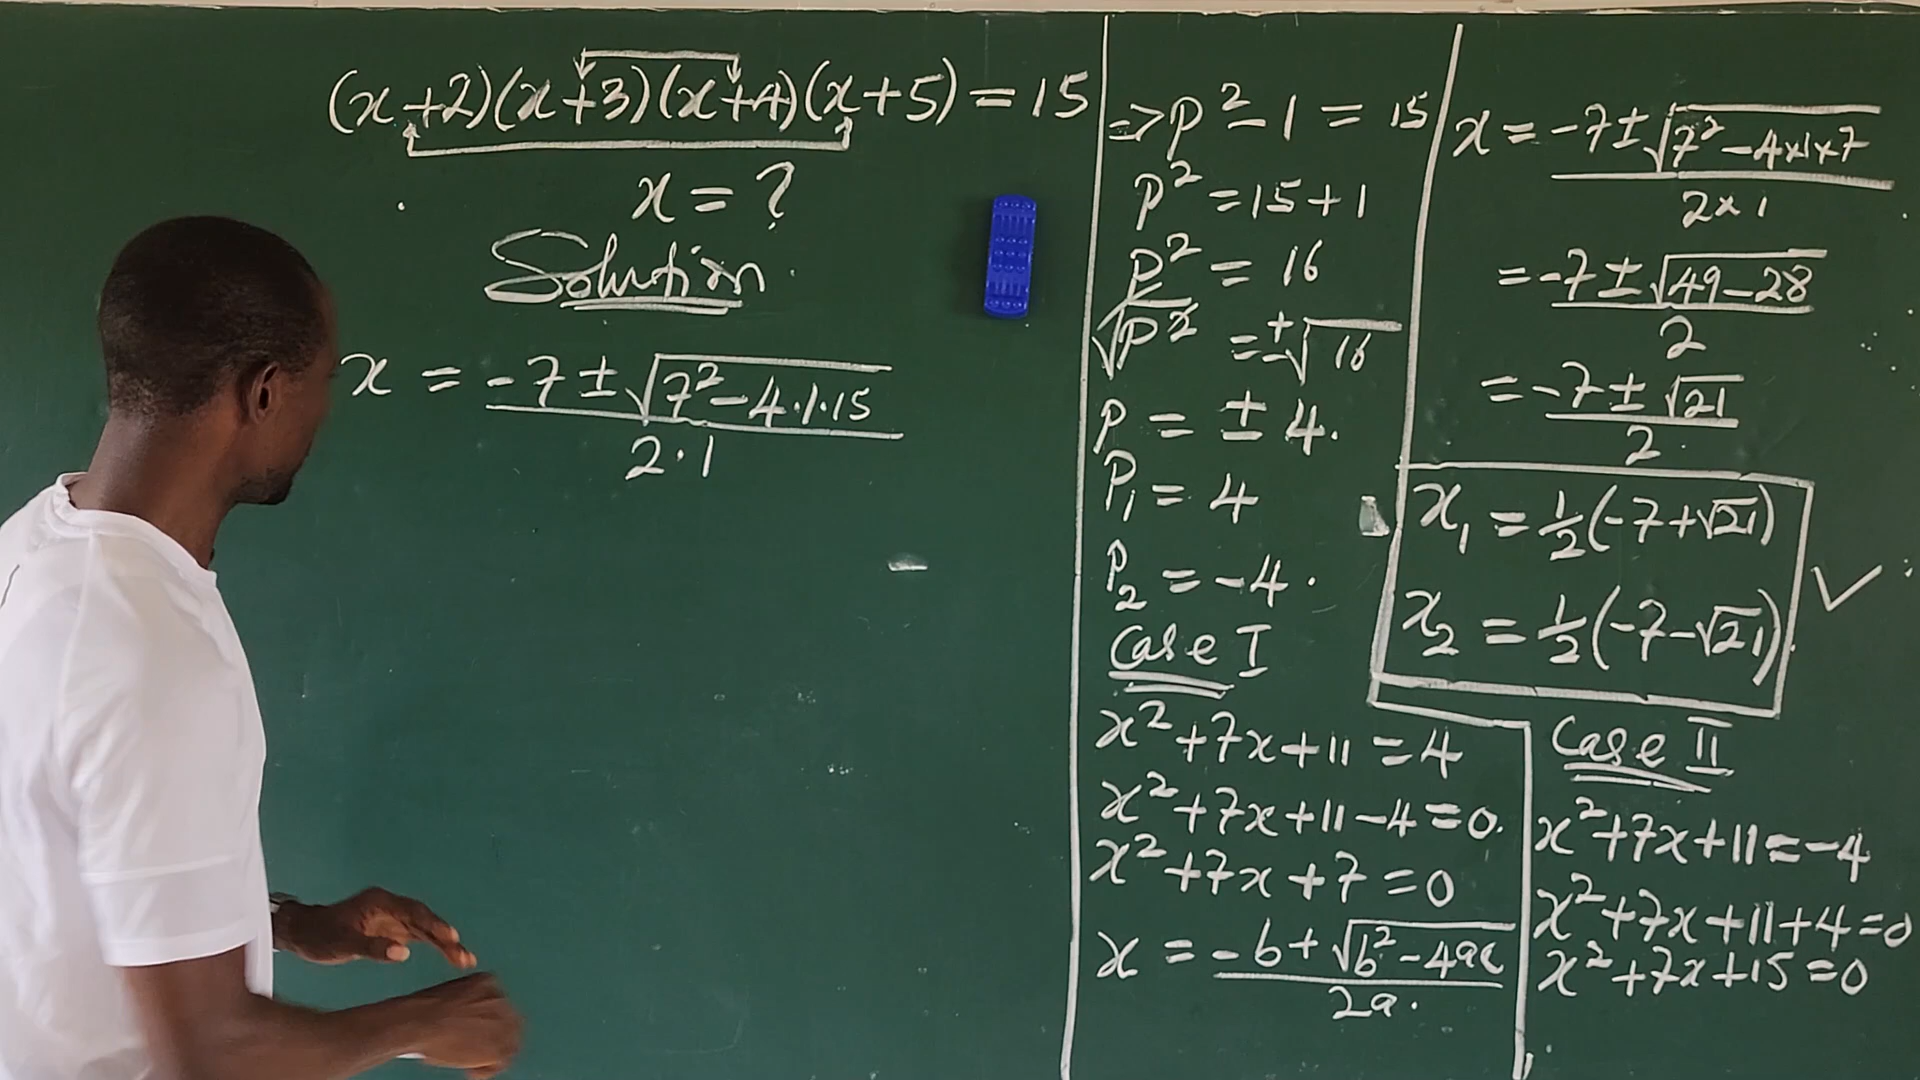 (x+2)(x+3)(x+4)(x+5) = 15
x = ?
Solution
x = (-7 ± √(7² - 4·1·15)) / (2·1)
=> p² - 1 = 15
p² = 15 + 1
p² = 16
√p² = ±√16
p = ± 4.
P₁ = 4
P₂ = -4.
Case I
x² + 7x + 11 = 4
x² + 7x + 11 - 4 = 0.
x² + 7x + 7 = 0
x = (-b + √(b² - 4ac)) / 2a.
x = (-7 ± √(7² - 4×1×7)) / (2×1)
= (-7 ± √(49 - 28)) / 2
= (-7 ± √21) / 2.
x₁ = ½(-7 + √21)
x₂ = ½(-7 - √21).
Case II
x² + 7x + 11 = -4
x² + 7x + 11 + 4 = 0
x² + 7x + 15 = 0